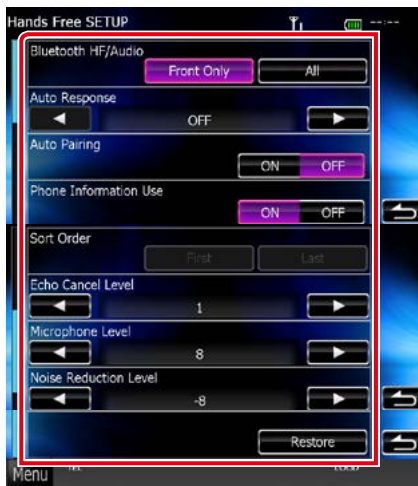 Hands Free SETUP --:--
Bluetooth HF/Audio
Front Only All
Auto Response
OFF
Auto Pairing
ON OFF
Phone Information Use
ON OFF
Sort Order
First Last
Echo Cancel Level
1
Microphone Level
8
Noise Reduction Level
-8
Restore
Menu